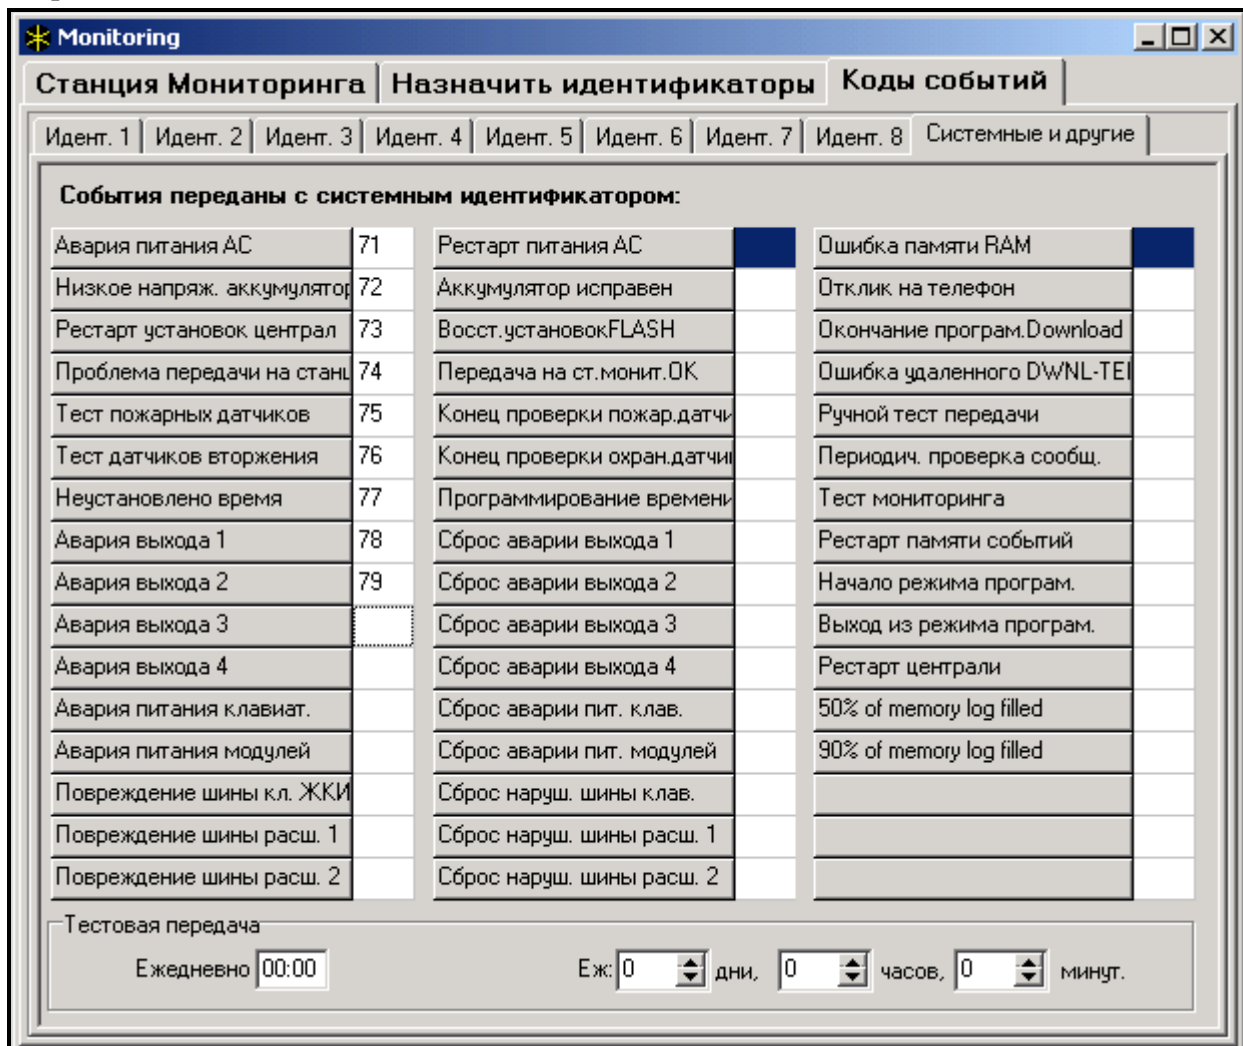 Monitoring
Станция Мониторинга Назначить идентификаторы Коды событий
Идент. 1 Идент. 2 Идент. 3 Идент. 4 Идент. 5 Идент. 6 Идент. 7 Идент. 8 Системные и другие
События переданы с системным идентификатором:
Авария питания AC 71 Рестарт питания AC Ошибка памяти RAM
Низкое напряж. аккумулятор 72 Аккумулятор исправен Отклик на телефон
Рестарт установок централ 73 Восст.установокFLASH Окончание програм.Download
Проблема передачи на станц 74 Передача на ст.монит.ОК Ошибка удаленного DWNL-TEL
Тест пожарных датчиков 75 Конец проверки пожар.датчи Ручной тест передачи
Тест датчиков вторжения 76 Конец проверки охран.датчи Периодич. проверка сообщ.
Неустановлено время 77 Программирование времени Тест мониторинга
Авария выхода 1 78 Сброс аварии выхода 1 Рестарт памяти событий
Авария выхода 2 79 Сброс аварии выхода 2 Начало режима програм.
Авария выхода 3 Сброс аварии выхода 3 Выход из режима програм.
Авария выхода 4 Сброс аварии выхода 4 Рестарт централи
Авария питания клавиат. Сброс аварии пит. клав. 50% of memory log filled
Авария питания модулей Сброс аварии пит. модулей 90% of memory log filled
Повреждение шины кл. ЖКИ Сброс наруш. шины клав.
Повреждение шины расш. 1 Сброс наруш. шины расш. 1
Повреждение шины расш. 2 Сброс наруш. шины расш. 2
Тестовая передача
Ежедневно 00:00 Еж: 0 дни, 0 часов, 0 минут.